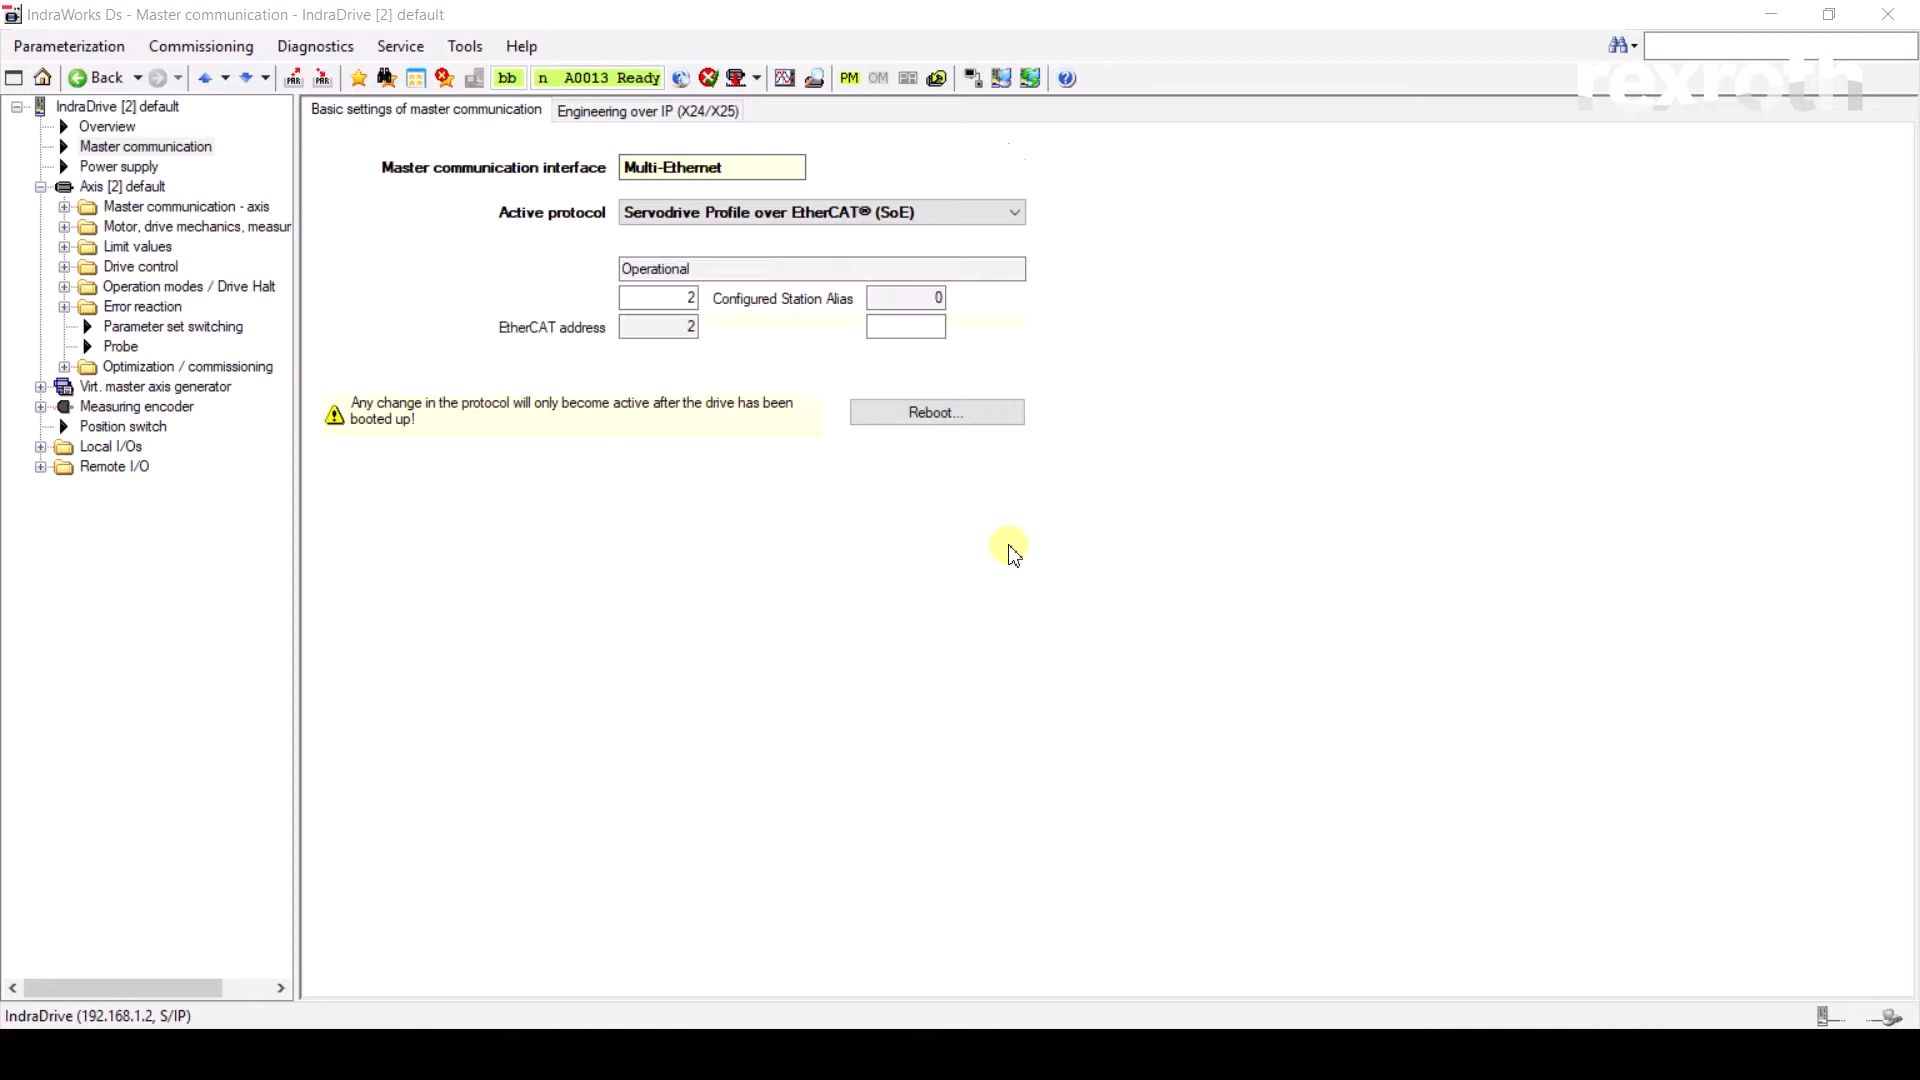 IndraWorks Ds - Master communication - IndraDrive [2] default
Parameterization Commissioning Diagnostics Service Tools Help
Back bb n A0013 Ready PM OM
rexroth
IndraDrive [2] default
Overview
Master communication
Power supply
Axis [2] default
Master communication - axis
Motor, drive mechanics, measur
Limit values
Drive control
Operation modes / Drive Halt
Error reaction
Parameter set switching
Probe
Optimization / commissioning
Virt. master axis generator
Measuring encoder
Position switch
Local I/Os
Remote I/O
Basic settings of master communication Engineering over IP (X24/X25)
Master communication interface Multi-Ethernet
Active protocol Servodrive Profile over EtherCAT® (SoE)
Operational
2 Configured Station Alias 0
EtherCAT address 2
Any change in the protocol will only become active after the drive has been
booted up!
Reboot...
IndraDrive (192.168.1.2, S/IP)